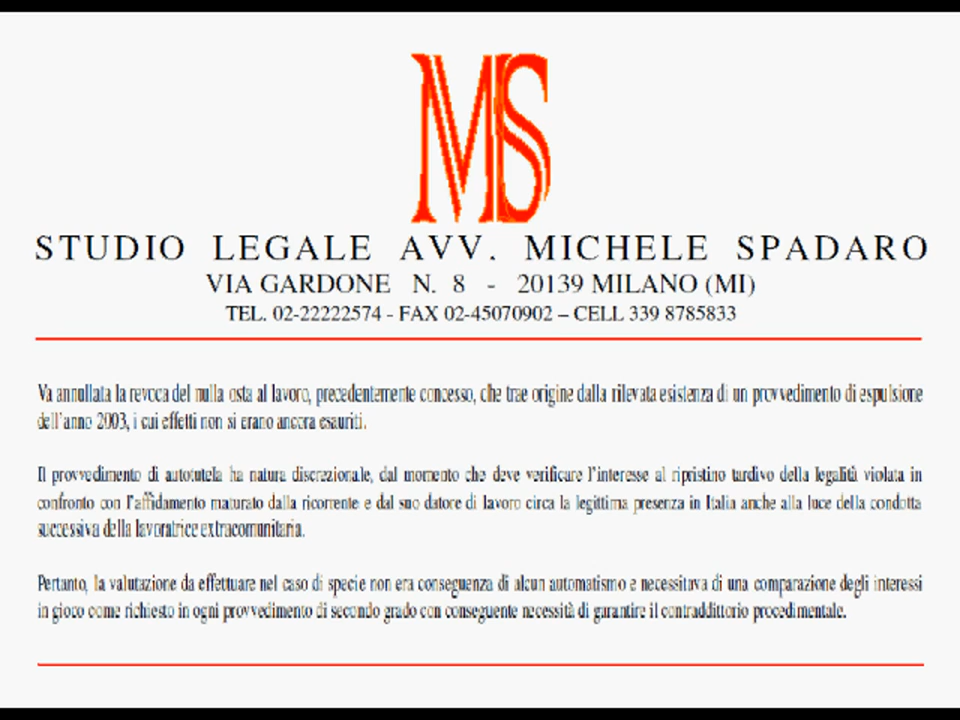 MS
STUDIO LEGALE AVV. MICHELE SPADARO
VIA GARDONE N. 8 - 20139 MILANO (MI)
TEL. 02-22222574 - FAX 02-45070902 – CELL 339 8785833
Va annullata la revoca del nulla osta al lavoro, precedentemente concesso, che trae origine dalla rilevata esistenza di un provvedimento di espulsione
dell'anno 2003, i cui effetti non si erano ancora esauriti.
Il provvedimento di autotutela ha natura discrezionale, dal momento che deve verificare l'interesse al ripristino tardivo della legalità violata in
confronto con l'affidamento maturato dalla ricorrente e dal suo datore di lavoro circa la legittima presenza in Italia anche alla luce della condotta
successiva della lavoratrice extracomunitaria.
Pertanto, la valutazione da effettuare nel caso di specie non era conseguenza di alcun automatismo e necessitava di una comparazione degli interessi
in gioco come richiesto in ogni provvedimento di secondo grado con conseguente necessità di garantire il contraddittorio procedimentale.